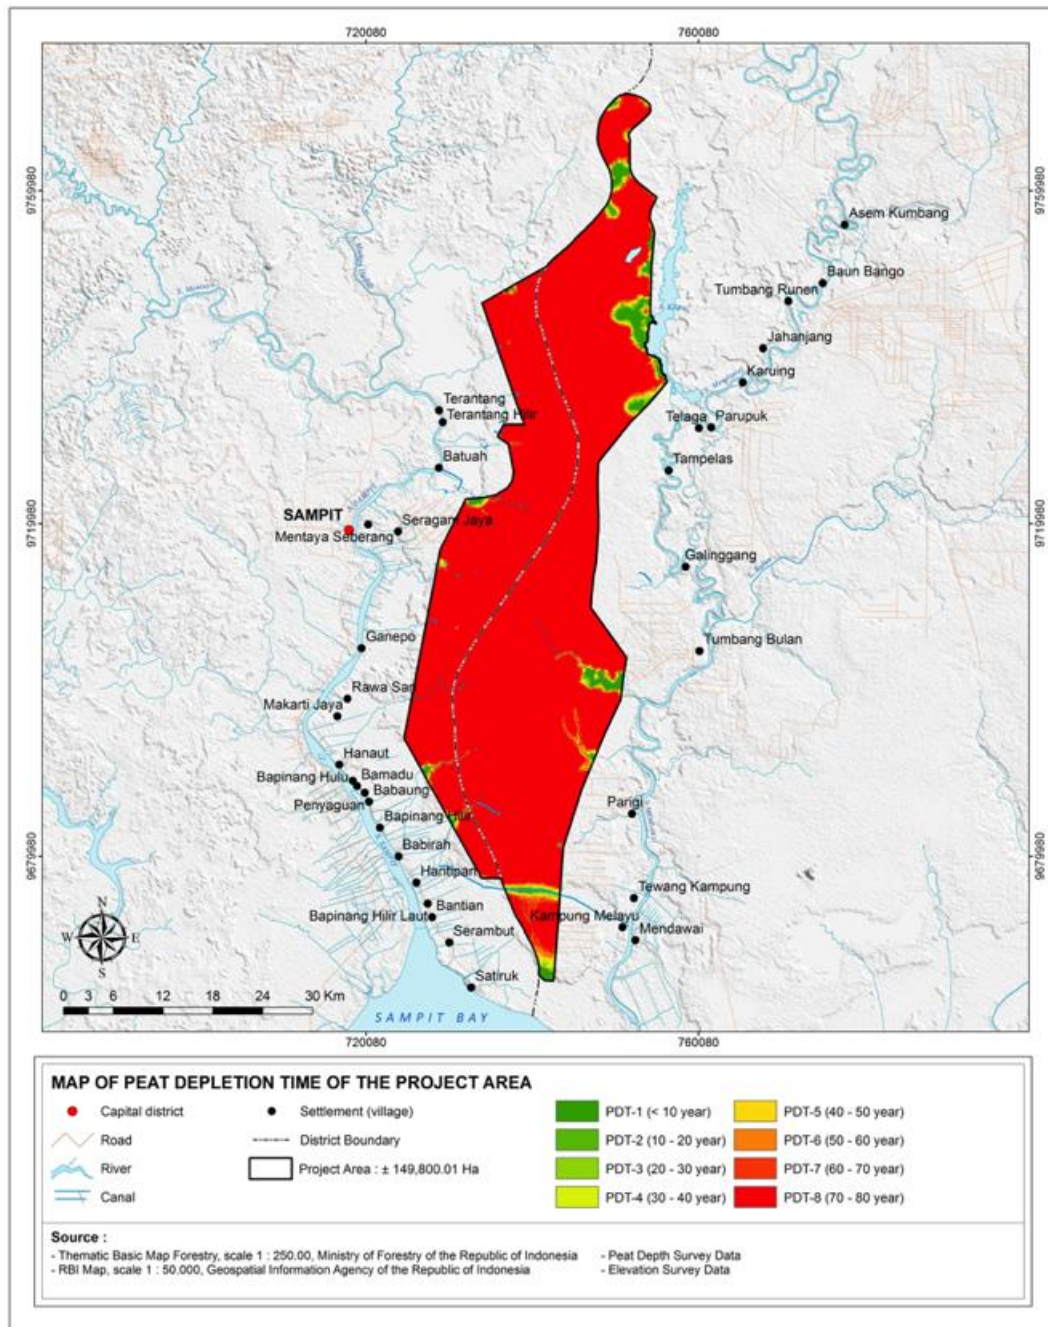 720080
760080
9759980
9759980
Asem Kumbang
Baun Bango
Tumbang Runen
Jahanjang
Karuing
Terantang
Terantang Hilir
Telaga
Parupuk
Batuah
Tampelas
SAMPIT
Seragam Jaya
Mentaya Seberang
9719980
9719980
Galinggang
Ganepo
Tumbang Bulan
Rawa Sari
Makarti Jaya
Hanaut
Bapinang Hulu
Bamadu
Babaung
Penyaguan
Parigi
Bapinang Hilir
Babirah
9679980
9679980
Hantipan
Tewang Kampung
Bantian
Bapinang Hilir Laut
Kampung Melayu
Mendawai
Serambut
Satiruk
N
W
E
S
0 3 6 12 18 24 30 Km
SAMPIT BAY
720080
760080
MAP OF PEAT DEPLETION TIME OF THE PROJECT AREA
Capital district
Road
River
Canal
Settlement (village)
District Boundary
Project Area : ± 149,800.01 Ha
PDT-1 (< 10 year)
PDT-2 (10 - 20 year)
PDT-3 (20 - 30 year)
PDT-4 (30 - 40 year)
PDT-5 (40 - 50 year)
PDT-6 (50 - 60 year)
PDT-7 (60 - 70 year)
PDT-8 (70 - 80 year)
Source :
- Thematic Basic Map Forestry, scale 1 : 250.00, Ministry of Forestry of the Republic of Indonesia
- RBI Map, scale 1 : 50.000, Geospatial Information Agency of the Republic of Indonesia
- Peat Depth Survey Data
- Elevation Survey Data